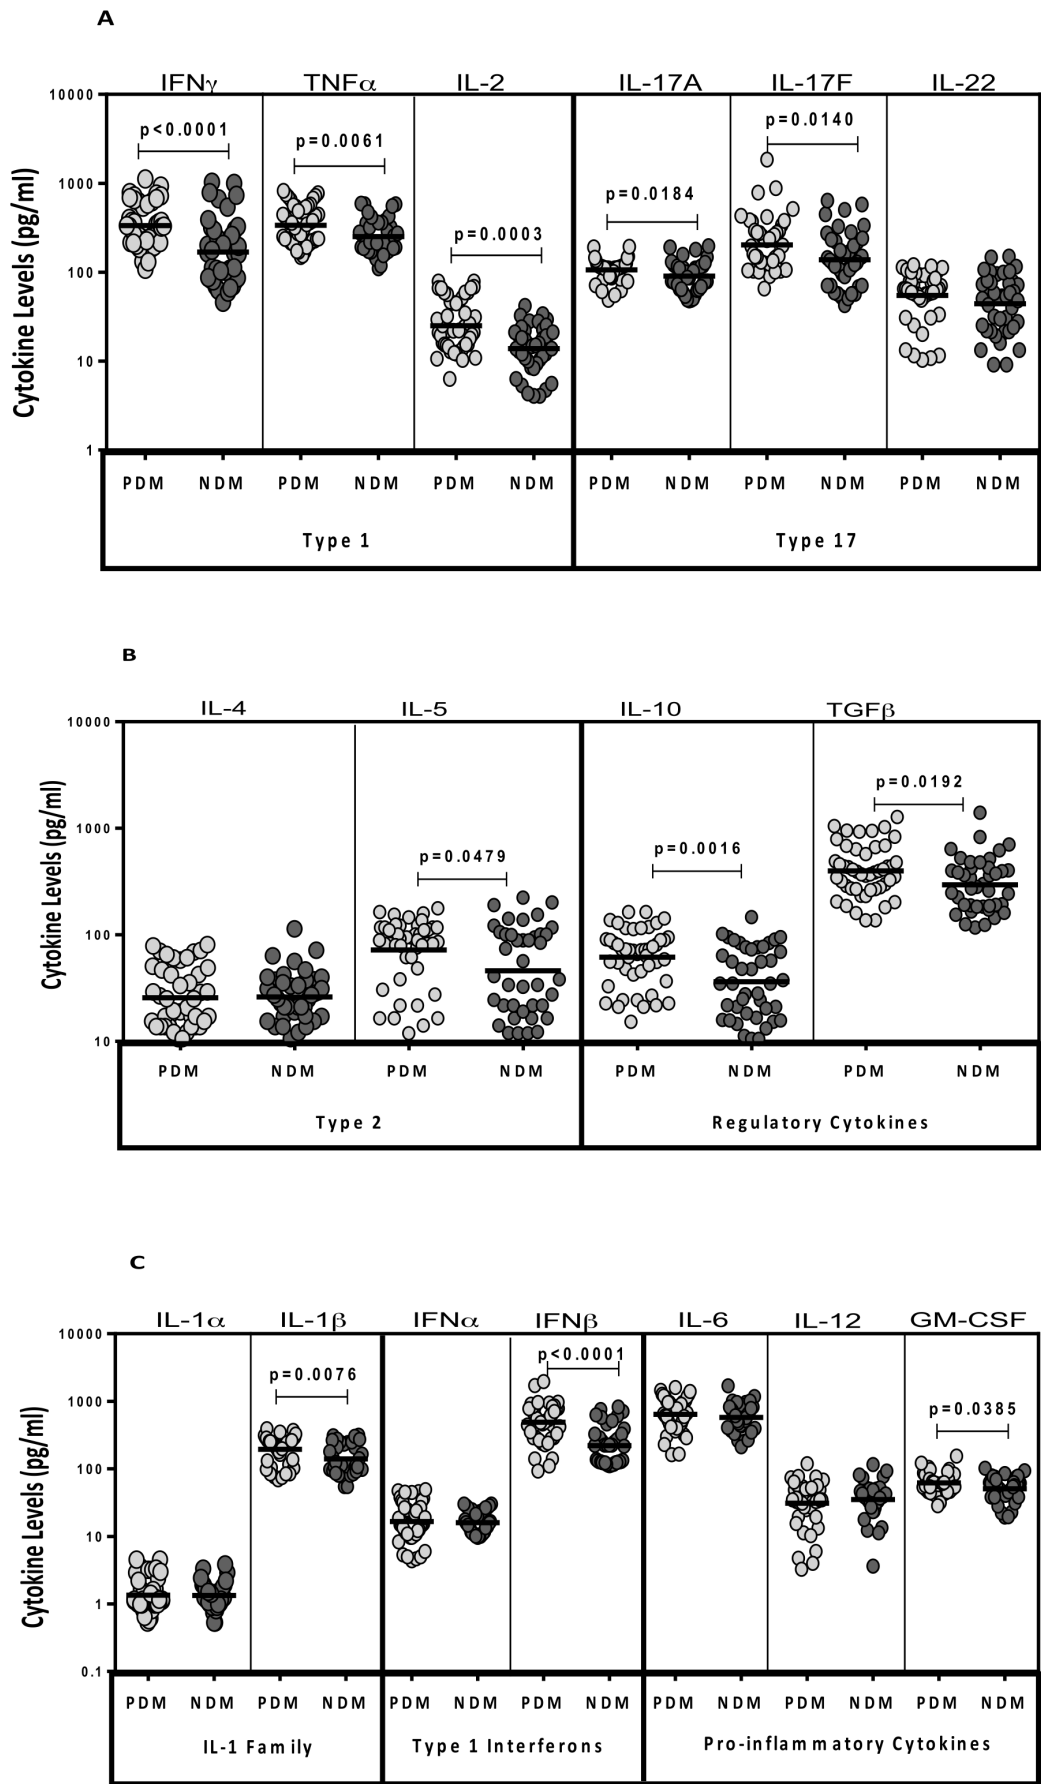 A
IFNγ TNFα IL-2 IL-17A IL-17F IL-22
10000
1000
100
10
1
Cytokine Levels (pg/ml)
p<0.0001
p=0.0061
p=0.0003
p=0.0184
p=0.0140
PDM NDM PDM NDM PDM NDM PDM NDM PDM NDM PDM NDM
Type 1 Type 17
B
IL-4 IL-5 IL-10 TGFβ
10000
1000
100
10
Cytokine Levels (pg/ml)
p=0.0479
p=0.0016
p=0.0192
PDM NDM PDM NDM PDM NDM PDM NDM
Type 2 Regulatory Cytokines
C
IL-1α IL-1β IFNα IFNβ IL-6 IL-12 GM-CSF
10000
1000
100
10
1
0.1
Cytokine Levels (pg/ml)
p=0.0076
p<0.0001
p=0.0385
PDM NDM PDM NDM PDM NDM PDM NDM PDM NDM PDM NDM PDM NDM
IL-1 Family Type 1 Interferons Pro-inflammatory Cytokines